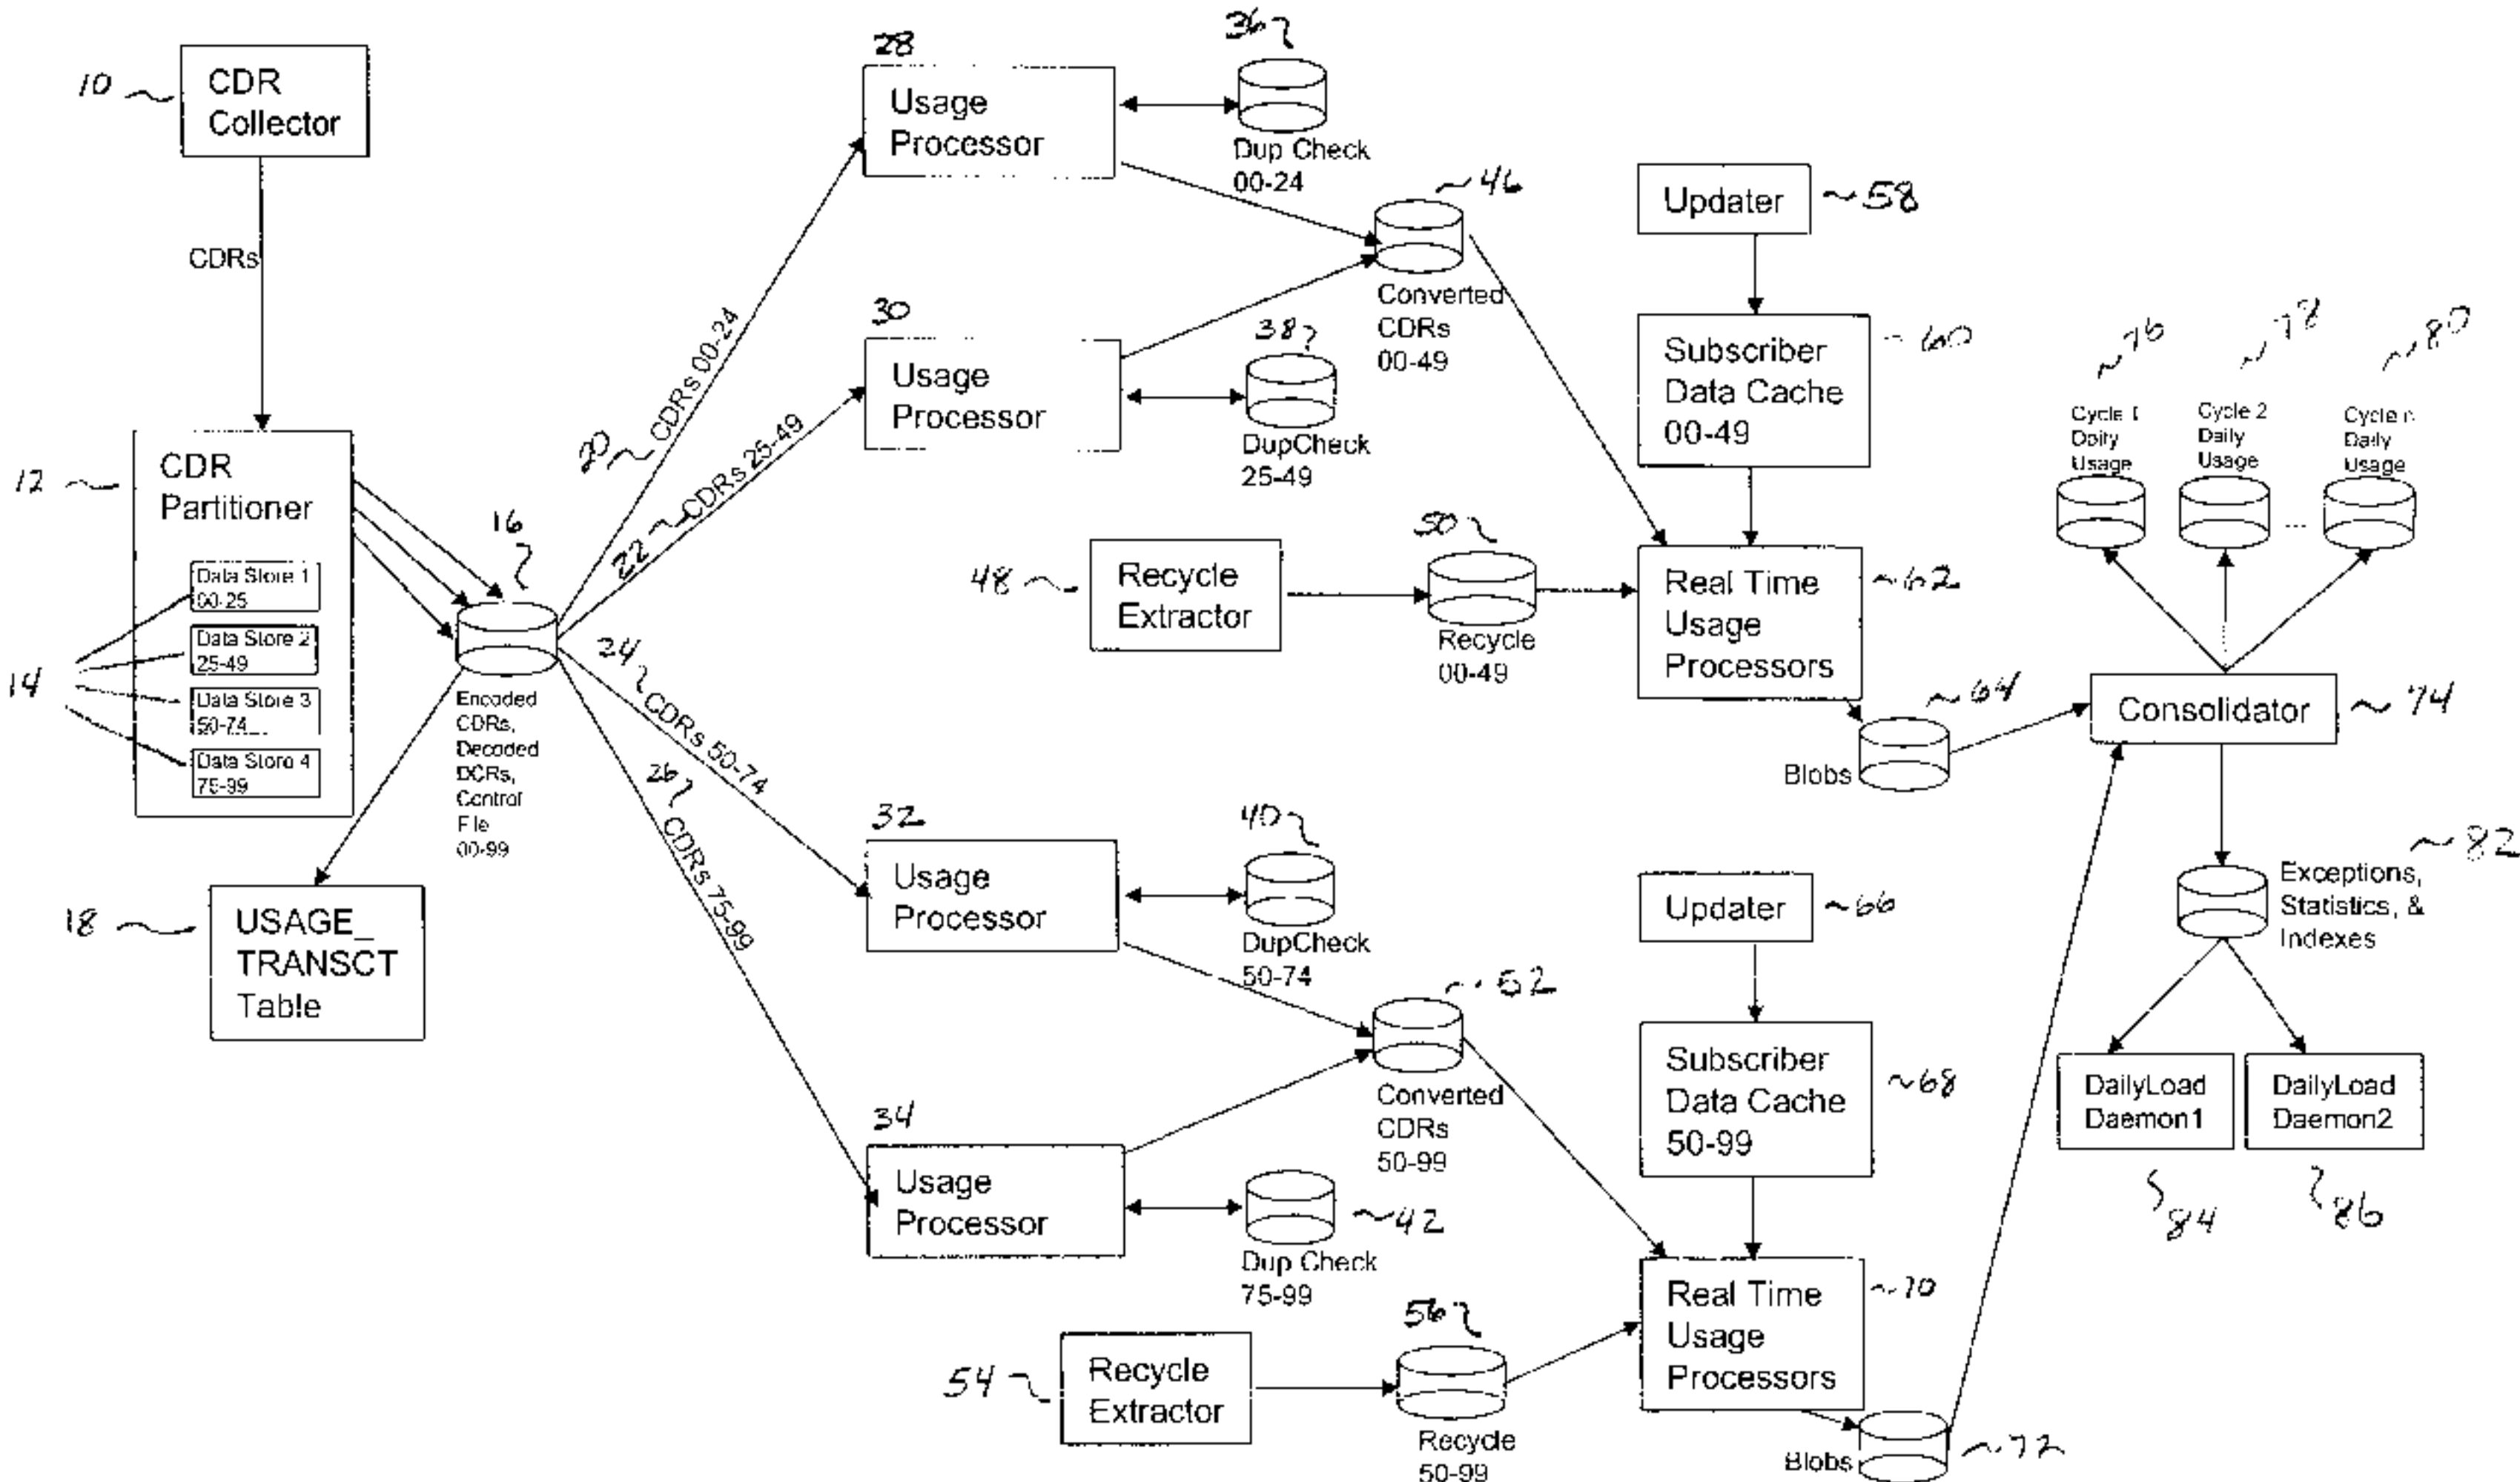 10
CDR
Collector
CDRs
12
CDR
Partitioner
Data Store 1
00-25
Data Store 2
25-49
Data Store 3
50-74
Data Store 4
75-99
14
16
Encoded
CDRs,
Decoded
DCRs,
Control
File
00-99
18
USAGE_
TRANSCT
Table
20
CDRs 00-24
22
CDRs 25-49
24
CDRs 50-74
26
CDRs 75-99
28
Usage
Processor
36
Dup Check
00-24
30
Usage
Processor
38
DupCheck
25-49
46
Converted
CDRs
00-49
48
Recycle
Extractor
50
Recycle
00-49
58
Updater
60
Subscriber
Data Cache
00-49
62
Real Time
Usage
Processors
64
Blobs
32
Usage
Processor
40
DupCheck
50-74
34
Usage
Processor
42
Dup Check
75-99
52
Converted
CDRs
50-99
54
Recycle
Extractor
56
Recycle
50-99
66
Updater
68
Subscriber
Data Cache
50-99
70
Real Time
Usage
Processors
72
Blobs
76
Cycle 1
Daily
Usage
78
Cycle 2
Daily
Usage
...
80
Cycle n
Daily
Usage
74
Consolidator
82
Exceptions,
Statistics, &
Indexes
DailyLoad
Daemon1
84
DailyLoad
Daemon2
86